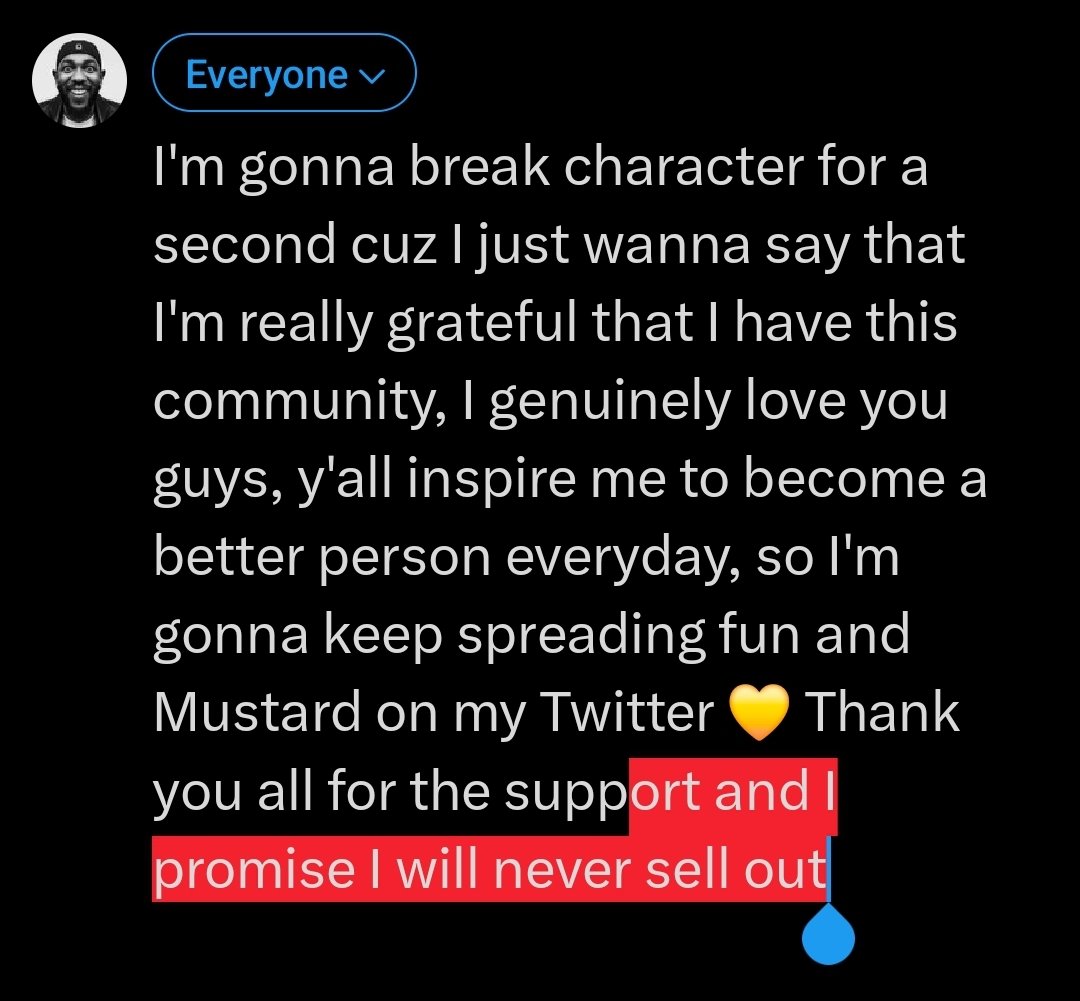 Everyone
I'm gonna break character for a
second cuz I just wanna say that
I'm really grateful that I have this
community, I genuinely love you
guys, y'all inspire me to become a
better person everyday, so I'm
gonna keep spreading fun and
Mustard on my Twitter 💛 Thank
you all for the support and I
promise I will never sell out